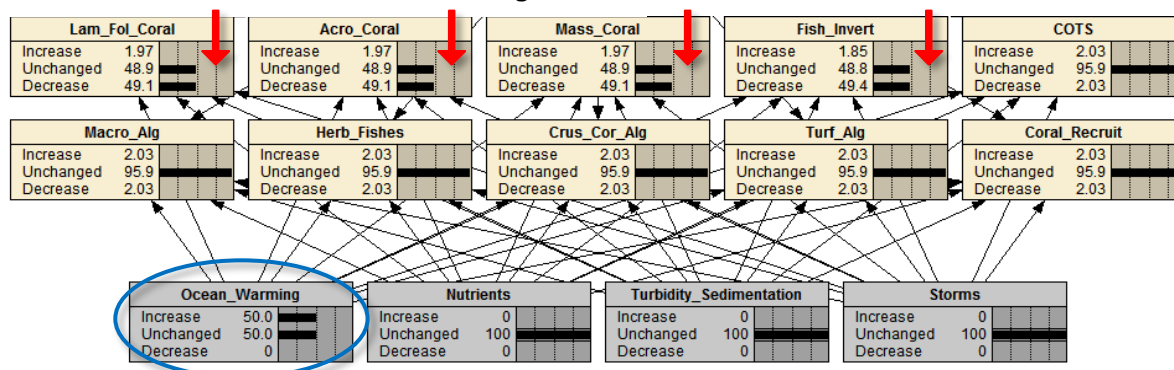 Lam_Fol_Coral
Increase 1.97
Unchanged 48.9
Decrease 49.1
Acro_Coral
Increase 1.97
Unchanged 48.9
Decrease 49.1
Mass_Coral
Increase 1.97
Unchanged 48.9
Decrease 49.1
Fish_Invert
Increase 1.85
Unchanged 48.8
Decrease 49.4
COTS
Increase 2.03
Unchanged 95.9
Decrease 2.03
Macro_Alg
Increase 2.03
Unchanged 95.9
Decrease 2.03
Herb_Fishes
Increase 2.03
Unchanged 95.9
Decrease 2.03
Crus_Cor_Alg
Increase 2.03
Unchanged 95.9
Decrease 2.03
Turf_Alg
Increase 2.03
Unchanged 95.9
Decrease 2.03
Coral_Recruit
Increase 2.03
Unchanged 95.9
Decrease 2.03
Ocean_Warming
Increase 50.0
Unchanged 50.0
Decrease 0
Nutrients
Increase 0
Unchanged 100
Decrease 0
Turbidity_Sedimentation
Increase 0
Unchanged 100
Decrease 0
Storms
Increase 0
Unchanged 100
Decrease 0